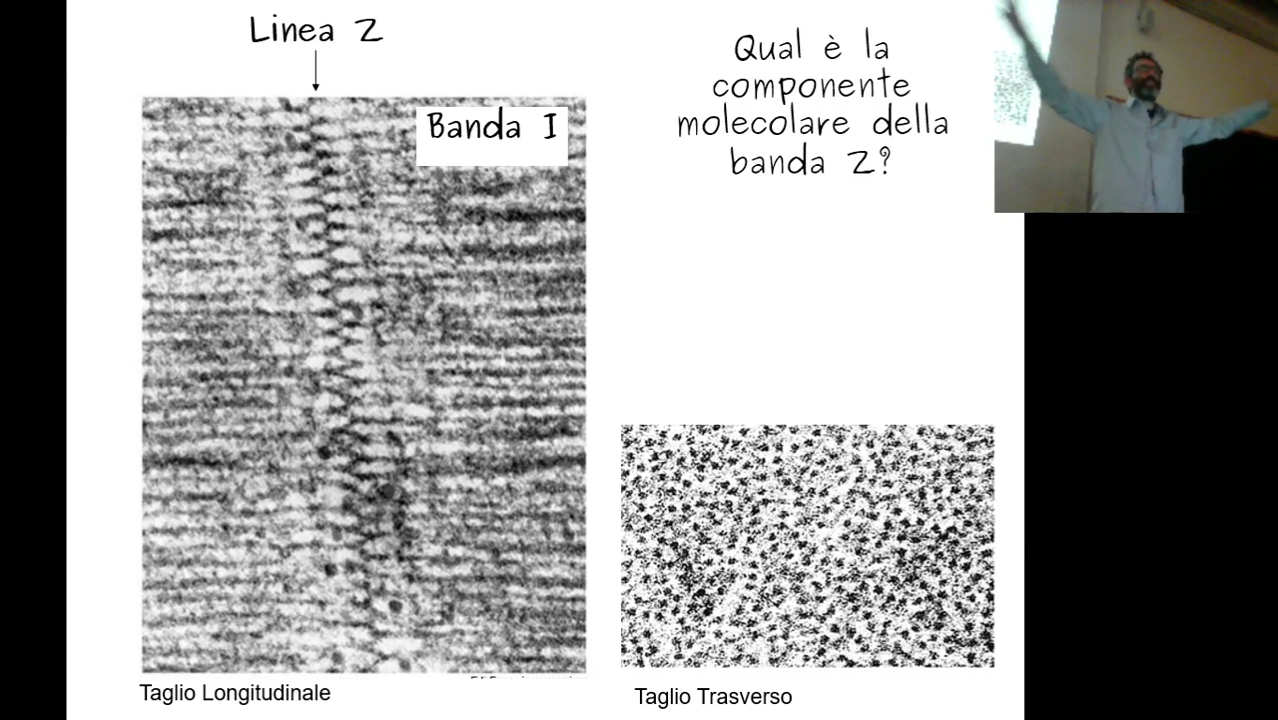 Linea Z
Banda I
Qual è la
componente
molecolare della
banda Z?
Taglio Longitudinale
Taglio Trasverso